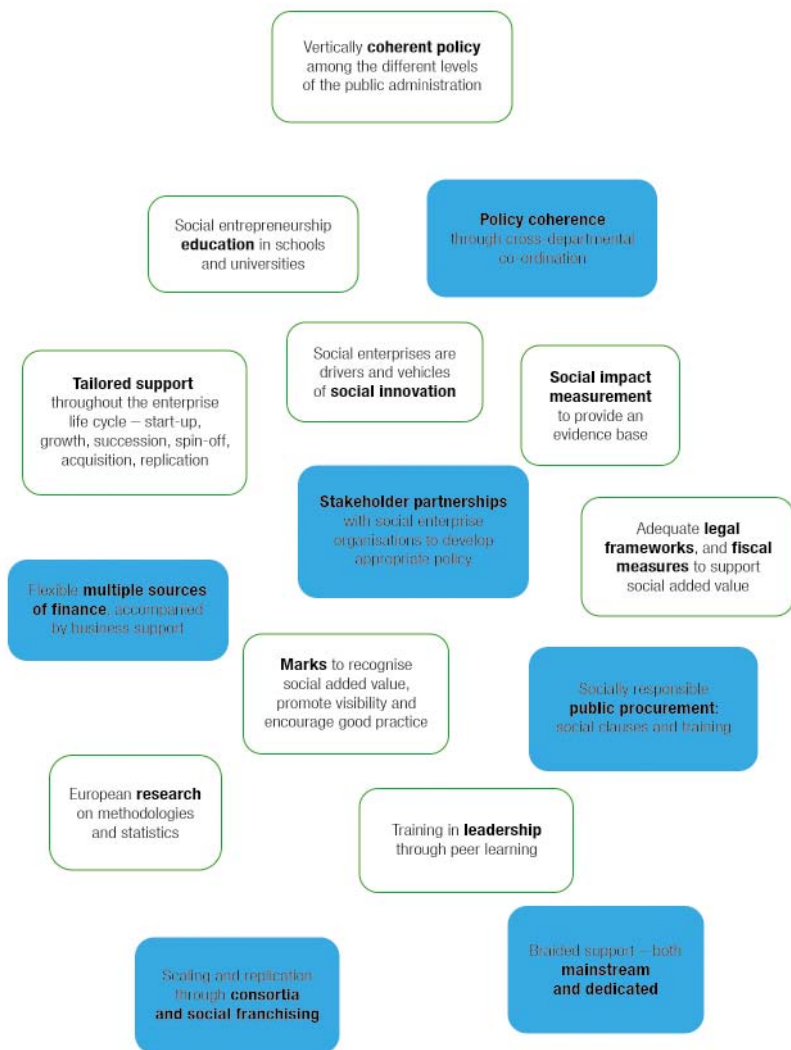 Vertically coherent policy
among the different levels
of the public administration
Social entrepreneurship
education in schools
and universities
Policy coherence
through cross-departmental
co-ordination
Social enterprises are
drivers and vehicles
of social innovation
Tailored support
throughout the enterprise
life cycle – start-up,
growth, succession, spin-off,
acquisition, replication
Social impact
measurement
to provide an
evidence base
Stakeholder partnerships
with social enterprise
organisations to develop
appropriate policy
Adequate legal
frameworks, and fiscal
measures to support
social added value
Flexible multiple sources
of finance, accompanied
by business support
Marks to recognise
social added value,
promote visibility and
encourage good practice
Socially responsible
public procurement:
social clauses and training
European research
on methodologies
and statistics
Training in leadership
through peer learning
Scaling and replication
through consortia
and social franchising
Braided support – both
mainstream
and dedicated